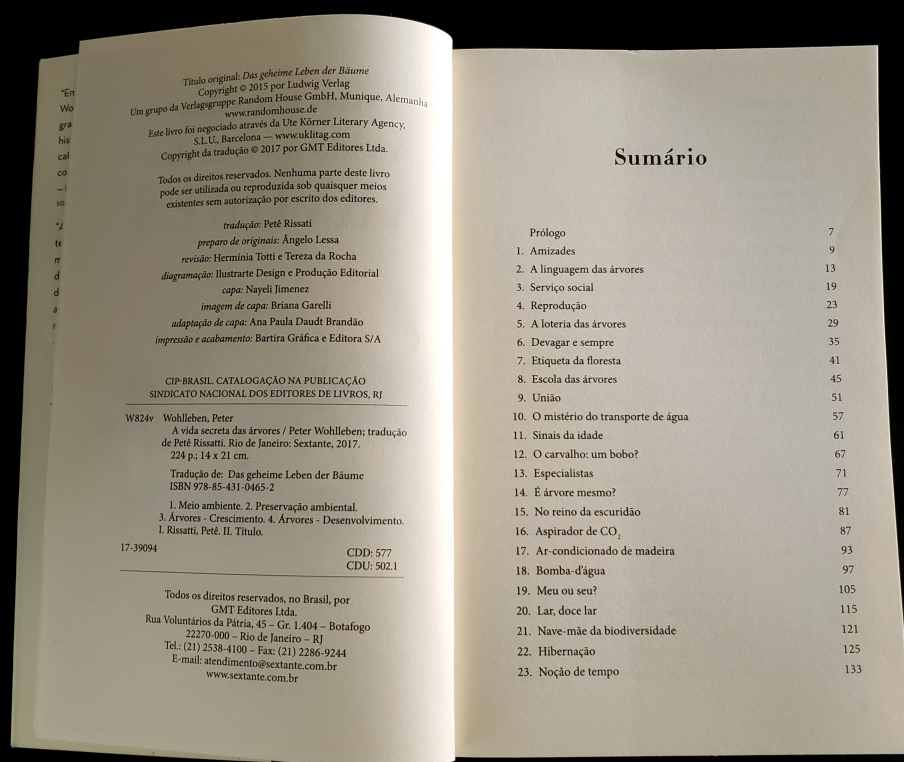 "En
Wo
gra
his
cal
co
so
Título original: Das geheime Leben der Bäume
Copyright © 2015 por Ludwig Verlag
Um grupo da Verlagsgruppe Random House GmbH, Munique, Alemanha
www.randomhouse.de
Este livro foi negociado através da Ute Körner Literary Agency,
S.L.U., Barcelona — www.uklitag.com
Copyright da tradução © 2017 por GMT Editores Ltda.
Todos os direitos reservados. Nenhuma parte deste livro
pode ser utilizada ou reproduzida sob quaisquer meios
existentes sem autorização por escrito dos editores.
tradução: Petê Rissati
preparo de originais: Ângelo Lessa
revisão: Hermínia Totti e Tereza da Rocha
diagramação: Ilustrarte Design e Produção Editorial
capa: Nayeli Jimenez
imagem de capa: Briana Garelli
adaptação de capa: Ana Paula Daudt Brandão
impressão e acabamento: Bartira Gráfica e Editora S/A
CIP-BRASIL. CATALOGAÇÃO NA PUBLICAÇÃO
SINDICATO NACIONAL DOS EDITORES DE LIVROS, RJ
W824v Wohlleben, Peter
A vida secreta das árvores / Peter Wohlleben; tradução
de Petê Rissatti. Rio de Janeiro: Sextante, 2017.
224 p.; 14 x 21 cm.
Tradução de: Das geheime Leben der Bäume
ISBN 978-85-431-0465-2
1. Meio ambiente. 2. Preservação ambiental.
3. Árvores - Crescimento. 4. Árvores - Desenvolvimento.
I. Rissatti, Petê. II. Título.
17-39094 CDD: 577
CDU: 502.1
Todos os direitos reservados, no Brasil, por
GMT Editores Ltda.
Rua Voluntários da Pátria, 45 – Gr. 1.404 – Botafogo
22270-000 – Rio de Janeiro – RJ
Tel.: (21) 2538-4100 – Fax: (21) 2286-9244
E-mail: atendimento@sextante.com.br
www.sextante.com.br
Sumário
Prólogo 7
1. Amizades 9
2. A linguagem das árvores 13
3. Serviço social 19
4. Reprodução 23
5. A loteria das árvores 29
6. Devagar e sempre 35
7. Etiqueta da floresta 41
8. Escola das árvores 45
9. União 51
10. O mistério do transporte de água 57
11. Sinais da idade 61
12. O carvalho: um bobo? 67
13. Especialistas 71
14. É árvore mesmo? 77
15. No reino da escuridão 81
16. Aspirador de CO₂ 87
17. Ar-condicionado de madeira 93
18. Bomba-d'água 97
19. Meu ou seu? 105
20. Lar, doce lar 115
21. Nave-mãe da biodiversidade 121
22. Hibernação 125
23. Noção de tempo 133